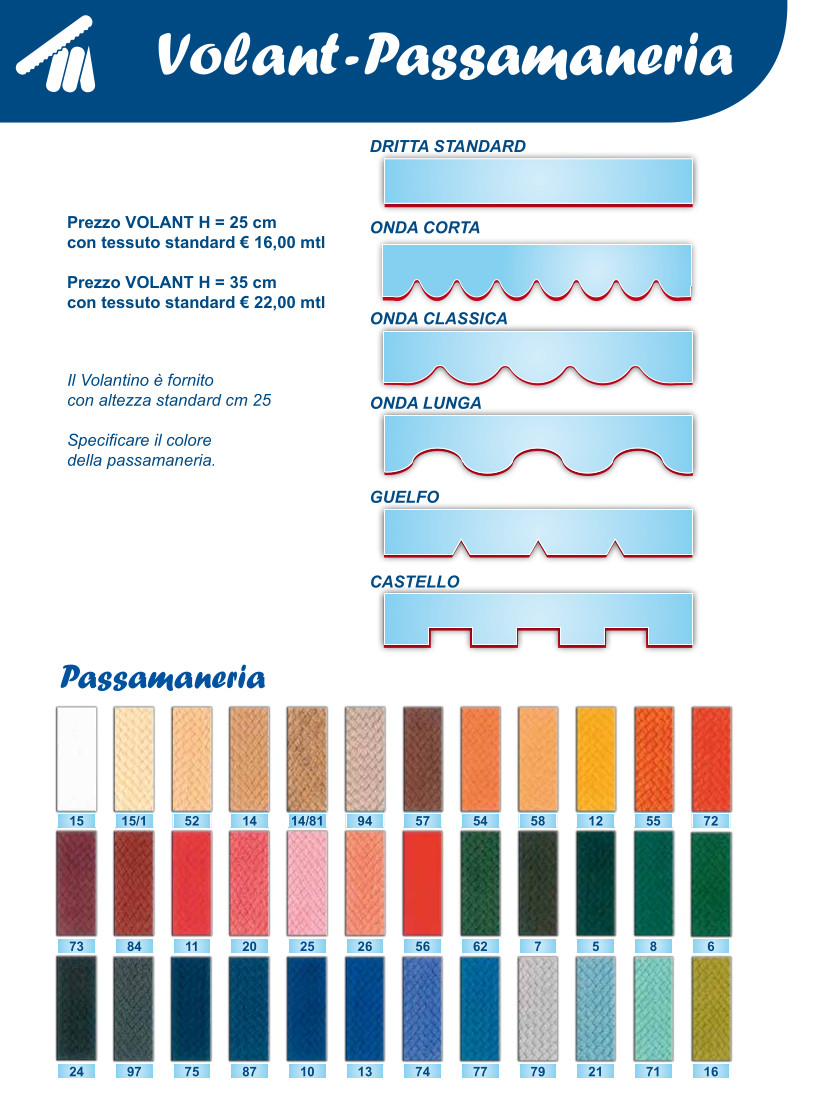 Volant-Passamaneria
Prezzo VOLANT H = 25 cm
con tessuto standard € 16,00 mtl
Prezzo VOLANT H = 35 cm
con tessuto standard € 22,00 mtl
Il Volantino è fornito
con altezza standard cm 25
Specificare il colore
della passamaneria.
DRITTA STANDARD
ONDA CORTA
ONDA CLASSICA
ONDA LUNGA
GUELFO
CASTELLO
Passamaneria
15 15/1 52 14 14/81 94 57 54 58 12 55 72
73 84 11 20 25 26 56 62 7 5 8 6
24 97 75 87 10 13 74 77 79 21 71 16